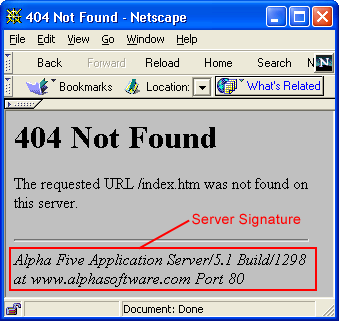 404 Not Found - Netscape
File Edit View Go Window Help
Back Forward Reload Home Search N
Bookmarks Location: What's Related
404 Not Found
The requested URL /index.htm was not found on
this server.
Server Signature
Alpha Five Application Server/5.1 Build/1298
at www.alphasoftware.com Port 80
Document: Done